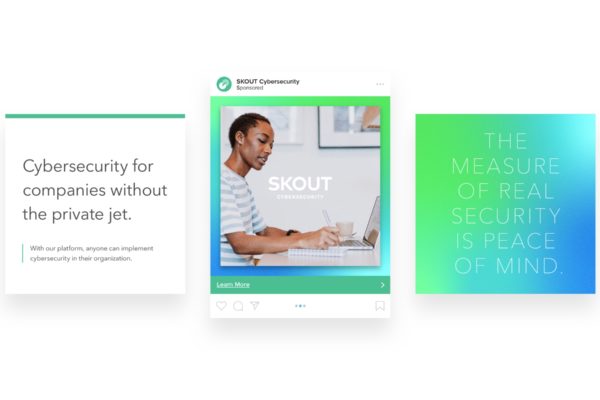 Cybersecurity for
companies without
the private jet.
With our platform, anyone can implement
cybersecurity in their organization.
SKOUT Cybersecurity
Sponsored
SKOUT
CYBERSECURITY
Learn More
THE
MEASURE
OF REAL
SECURITY
IS PEACE
OF MIND.